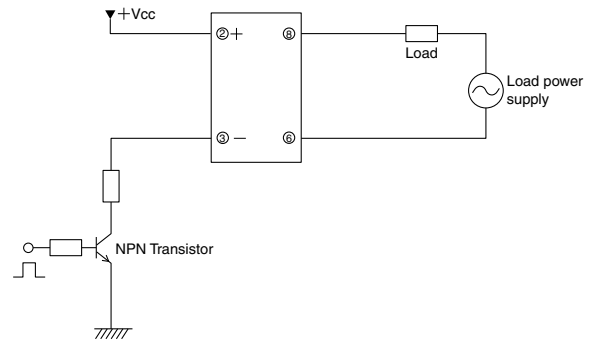 +Vcc
② + ⑧
Load
Load power
supply
③ − ⑥
NPN Transistor